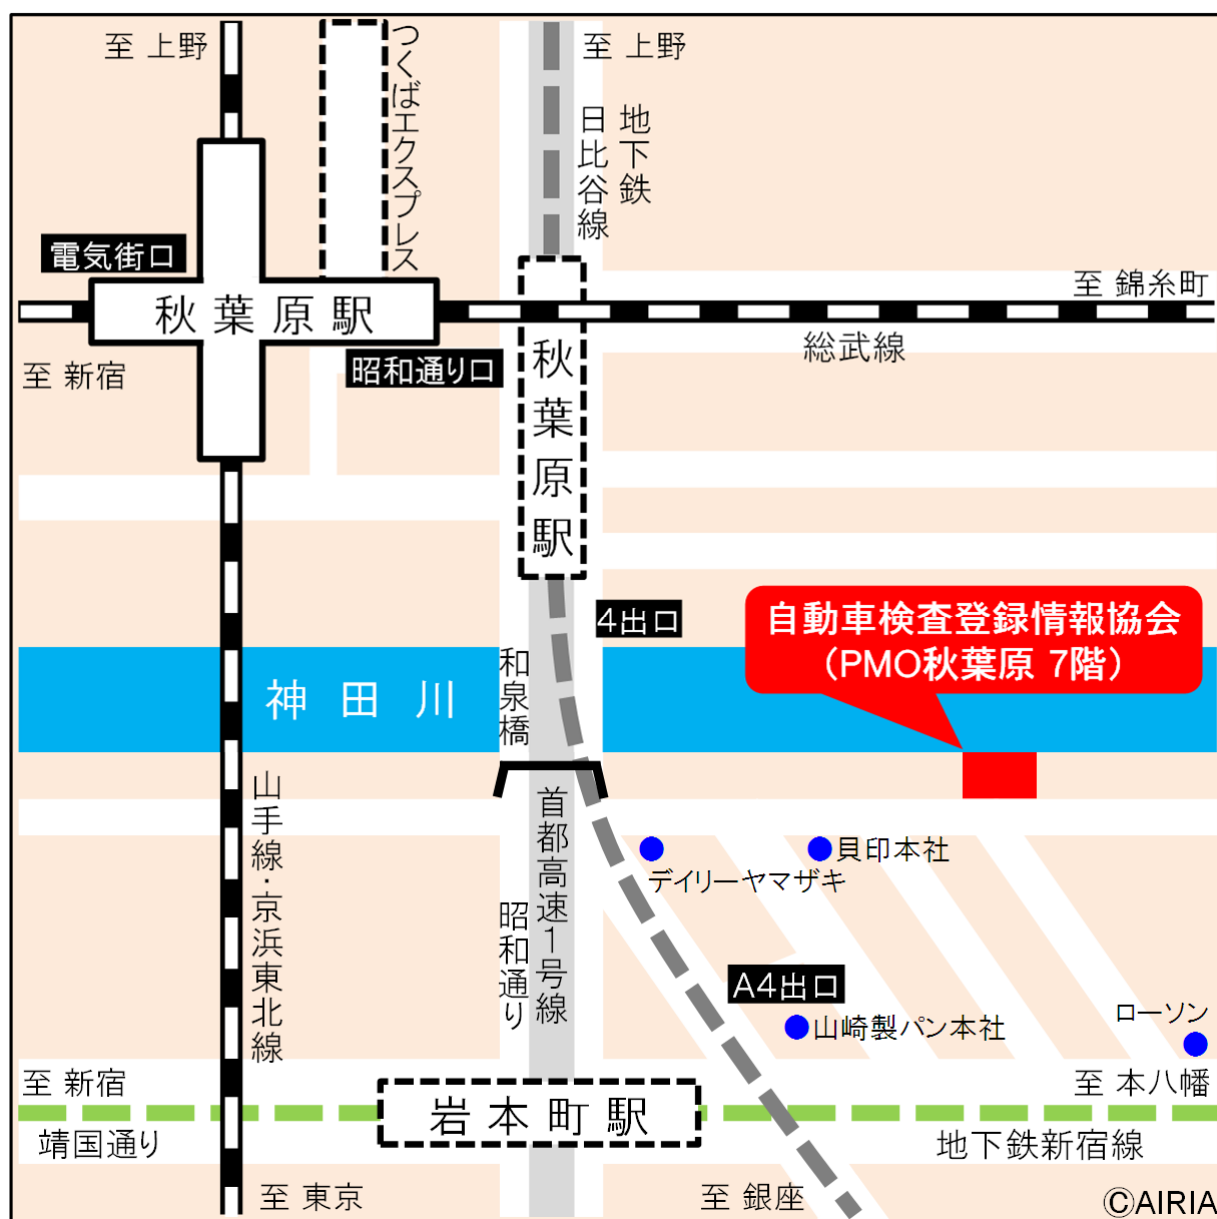 至 上野
つくばエクスプレス
至 上野
地下鉄
日比谷線
電気街口
秋葉原駅
至 錦糸町
総武線
至 新宿
昭和通り口
秋葉原駅
4出口
自動車検査登録情報協会
（PMO秋葉原 7階）
神田川
和泉橋
山手線・京浜東北線
首都高速1号線
昭和通り
貝印本社
デイリーヤマザキ
A4出口
山崎製パン本社
ローソン
至 新宿
至 本八幡
岩本町駅
靖国通り
地下鉄新宿線
至 東京
至 銀座
©AIRIA